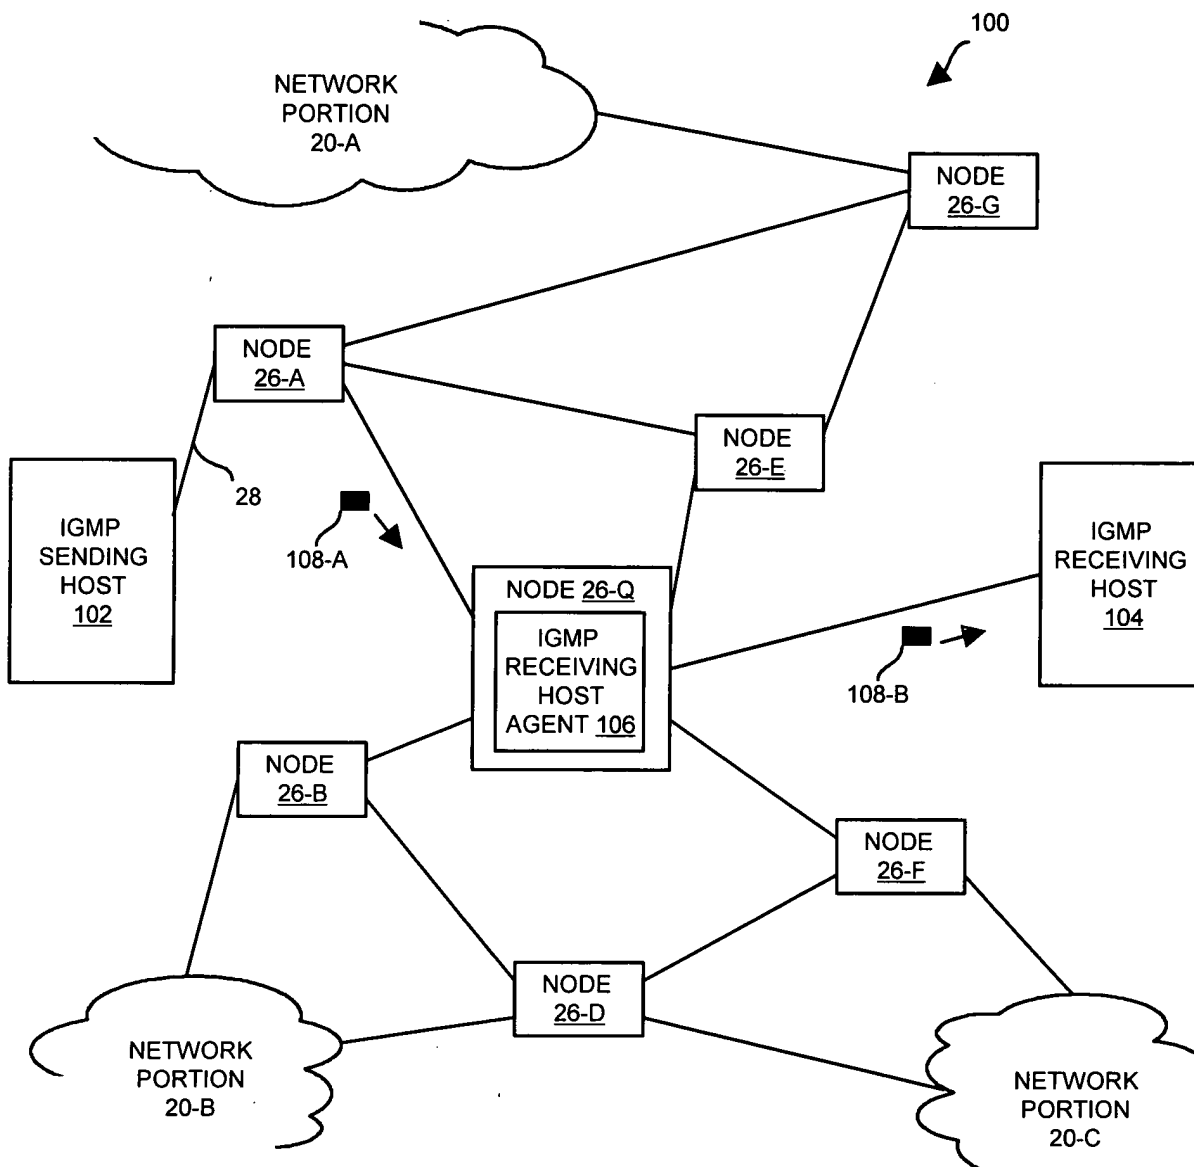 100
NETWORK
PORTION
20-A
NODE
26-G
NODE
26-A
NODE
26-E
28
108-A
IGMP
SENDING
HOST
102
NODE 26-Q
IGMP
RECEIVING
HOST
AGENT 106
IGMP
RECEIVING
HOST
104
108-B
NODE
26-B
NODE
26-F
NODE
26-D
NETWORK
PORTION
20-B
NETWORK
PORTION
20-C